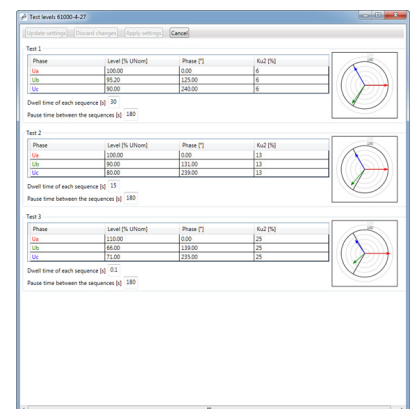 Test levels 61000-4-27
Update settings Discard changes Apply settings Cancel
Test 1
Phase Level [% UNom] Phase [°] Ku2 [%]
Ua 100.00 0.00 6
Ub 95.20 125.00 6
Uc 90.00 240.00 6
Dwell time of each sequence [s] 30
Pause time between the sequences [s] 180
Test 2
Phase Level [% UNom] Phase [°] Ku2 [%]
Ua 100.00 0.00 13
Ub 90.00 131.00 13
Uc 80.00 239.00 13
Dwell time of each sequence [s] 15
Pause time between the sequences [s] 180
Test 3
Phase Level [% UNom] Phase [°] Ku2 [%]
Ua 110.00 0.00 25
Ub 66.00 139.00 25
Uc 71.00 235.00 25
Dwell time of each sequence [s] 0.1
Pause time between the sequences [s] 180